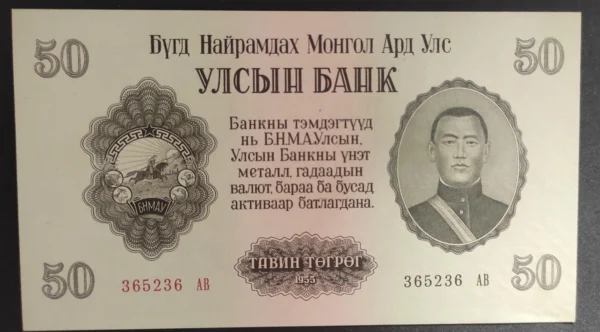 50 Бүгд Найрамдах Монгол Ард Улс 50
УЛСЫН БАНК
Банкны тэмдэгтүүд
нь Б.Н.М.А.Улсын,
Улсын Банкны үнэт
металл, гадаадын
валют, бараа ба бусад
активаар батлагдана.
БНМАУ
ТАВИН ТӨГРӨГ
1955
50 365236 АВ 365236 АВ 50